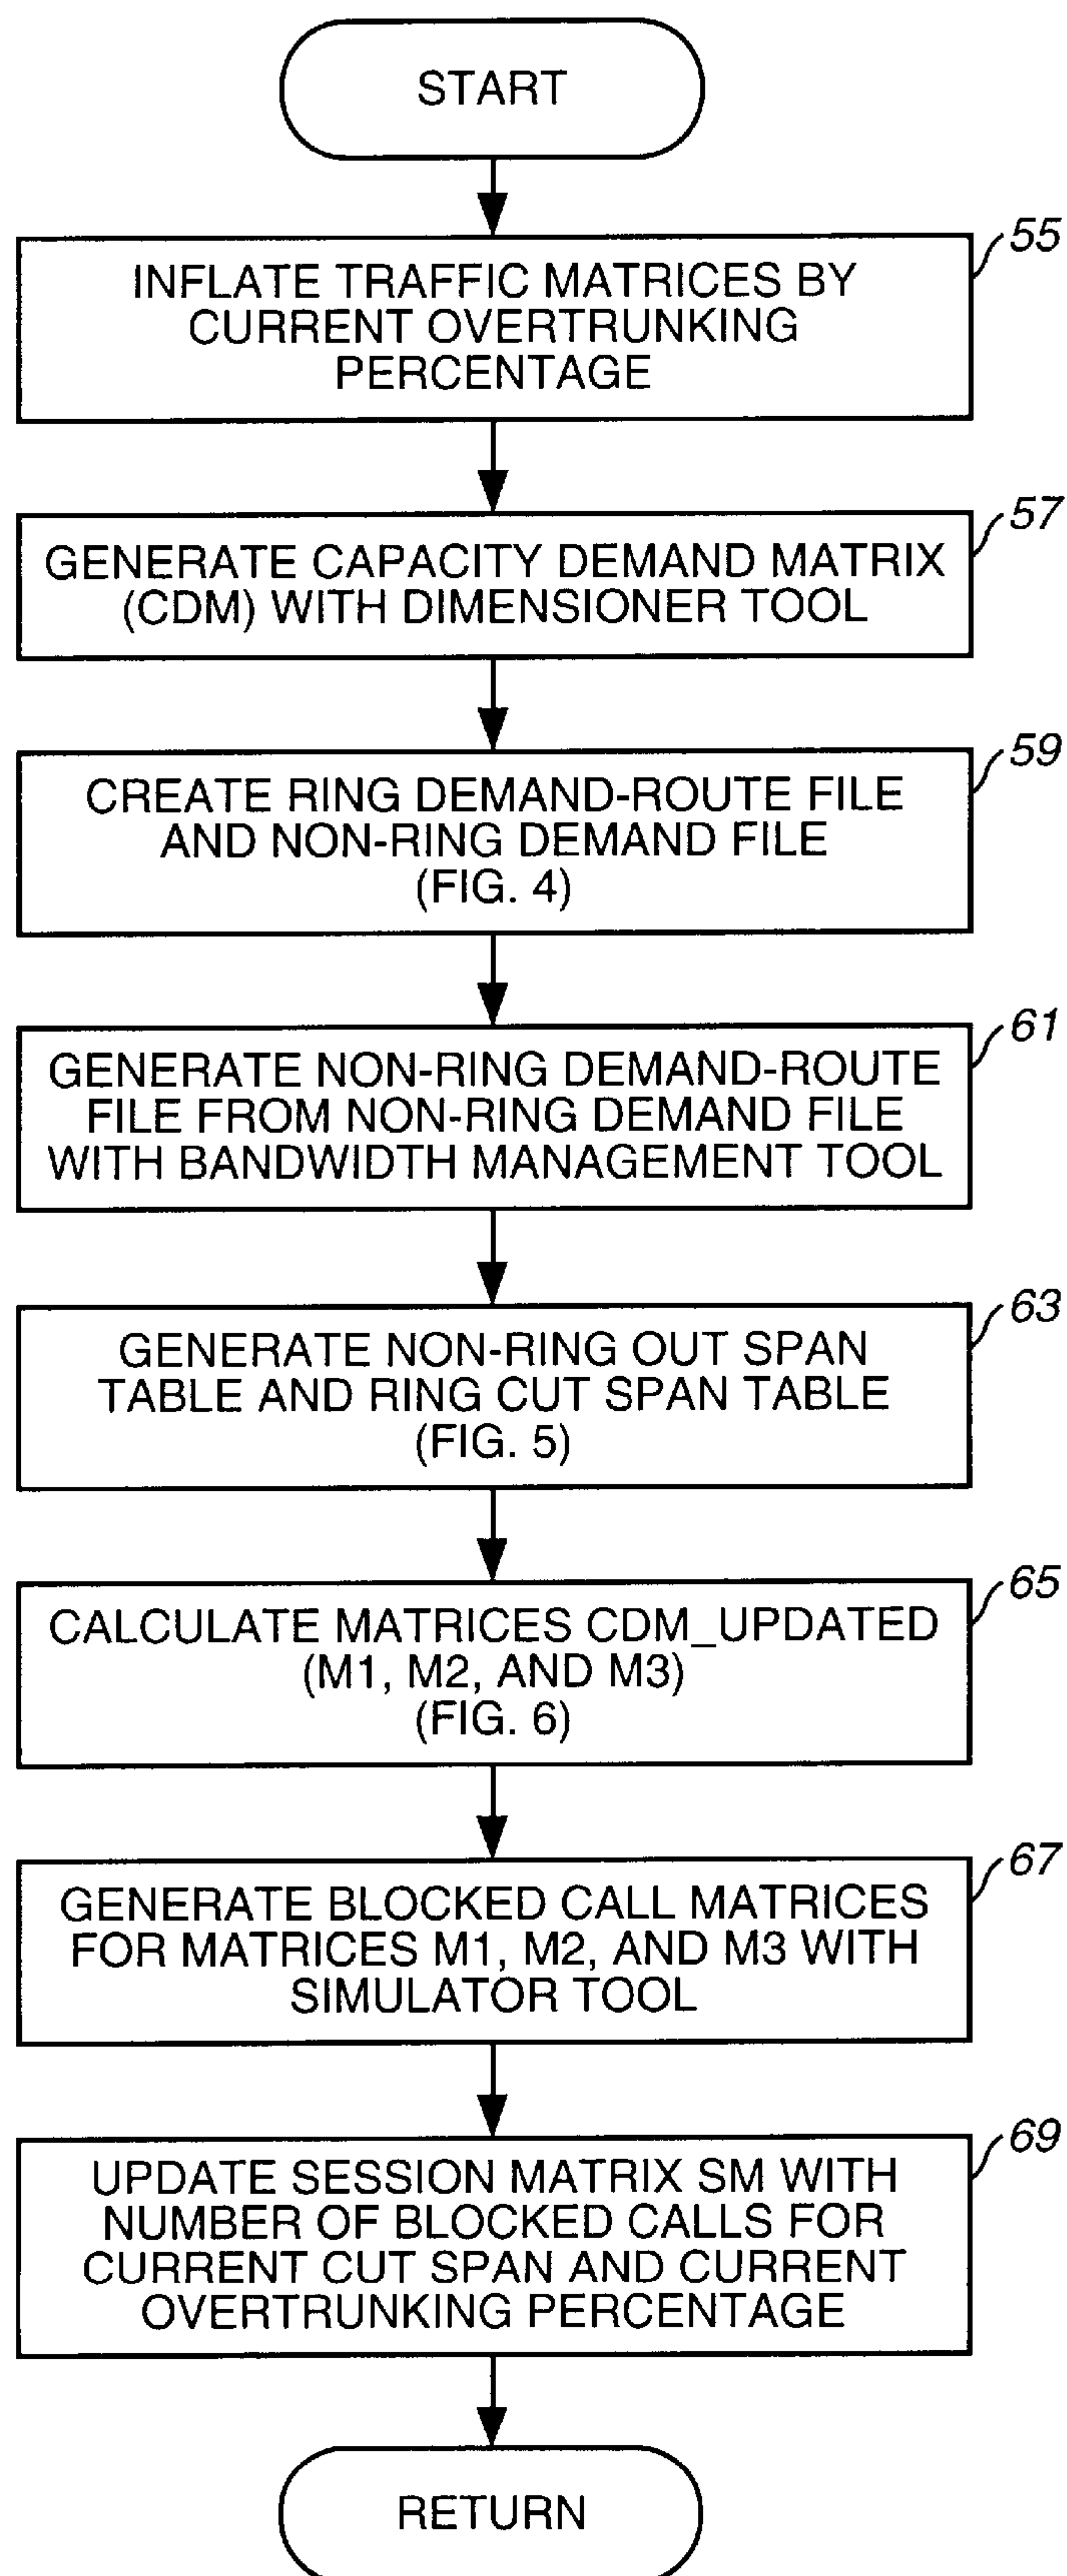 START
55
INFLATE TRAFFIC MATRICES BY
CURRENT OVERTRUNKING
PERCENTAGE
57
GENERATE CAPACITY DEMAND MATRIX
(CDM) WITH DIMENSIONER TOOL
59
CREATE RING DEMAND-ROUTE FILE
AND NON-RING DEMAND FILE
(FIG. 4)
61
GENERATE NON-RING DEMAND-ROUTE
FILE FROM NON-RING DEMAND FILE
WITH BANDWIDTH MANAGEMENT TOOL
63
GENERATE NON-RING OUT SPAN
TABLE AND RING CUT SPAN TABLE
(FIG. 5)
65
CALCULATE MATRICES CDM_UPDATED
(M1, M2, AND M3)
(FIG. 6)
67
GENERATE BLOCKED CALL MATRICES
FOR MATRICES M1, M2, AND M3 WITH
SIMULATOR TOOL
69
UPDATE SESSION MATRIX SM WITH
NUMBER OF BLOCKED CALLS FOR
CURRENT CUT SPAN AND CURRENT
OVERTRUNKING PERCENTAGE
RETURN